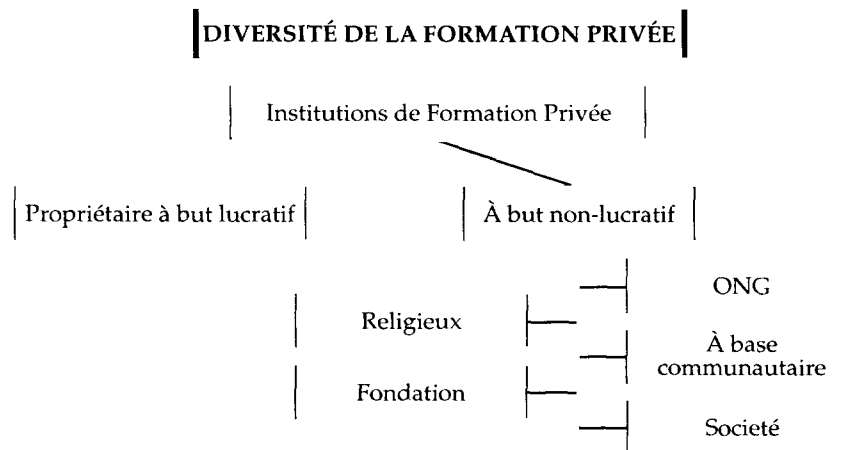 DIVERSITÉ DE LA FORMATION PRIVÉE
Institutions de Formation Privée
Propriétaire à but lucratif
À but non-lucratif
ONG
Religieux
À base
communautaire
Fondation
Societé